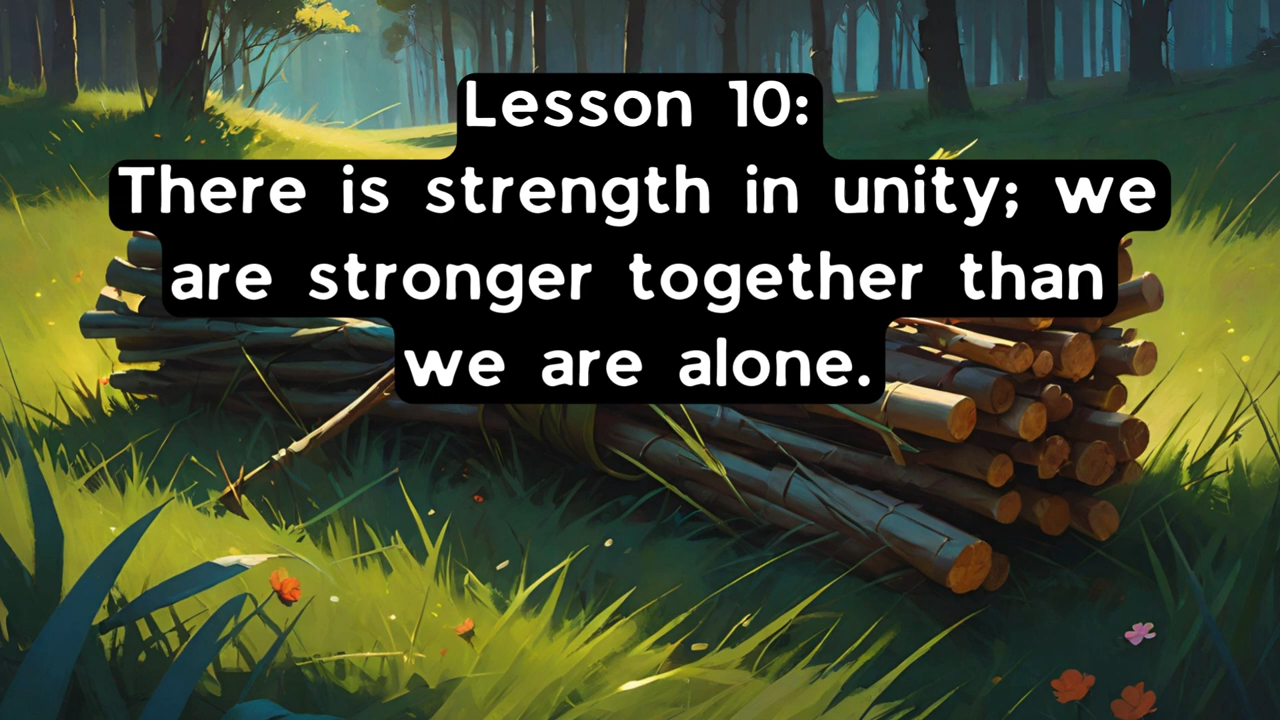 Lesson 10:
There is strength in unity; we
are stronger together than
we are alone.